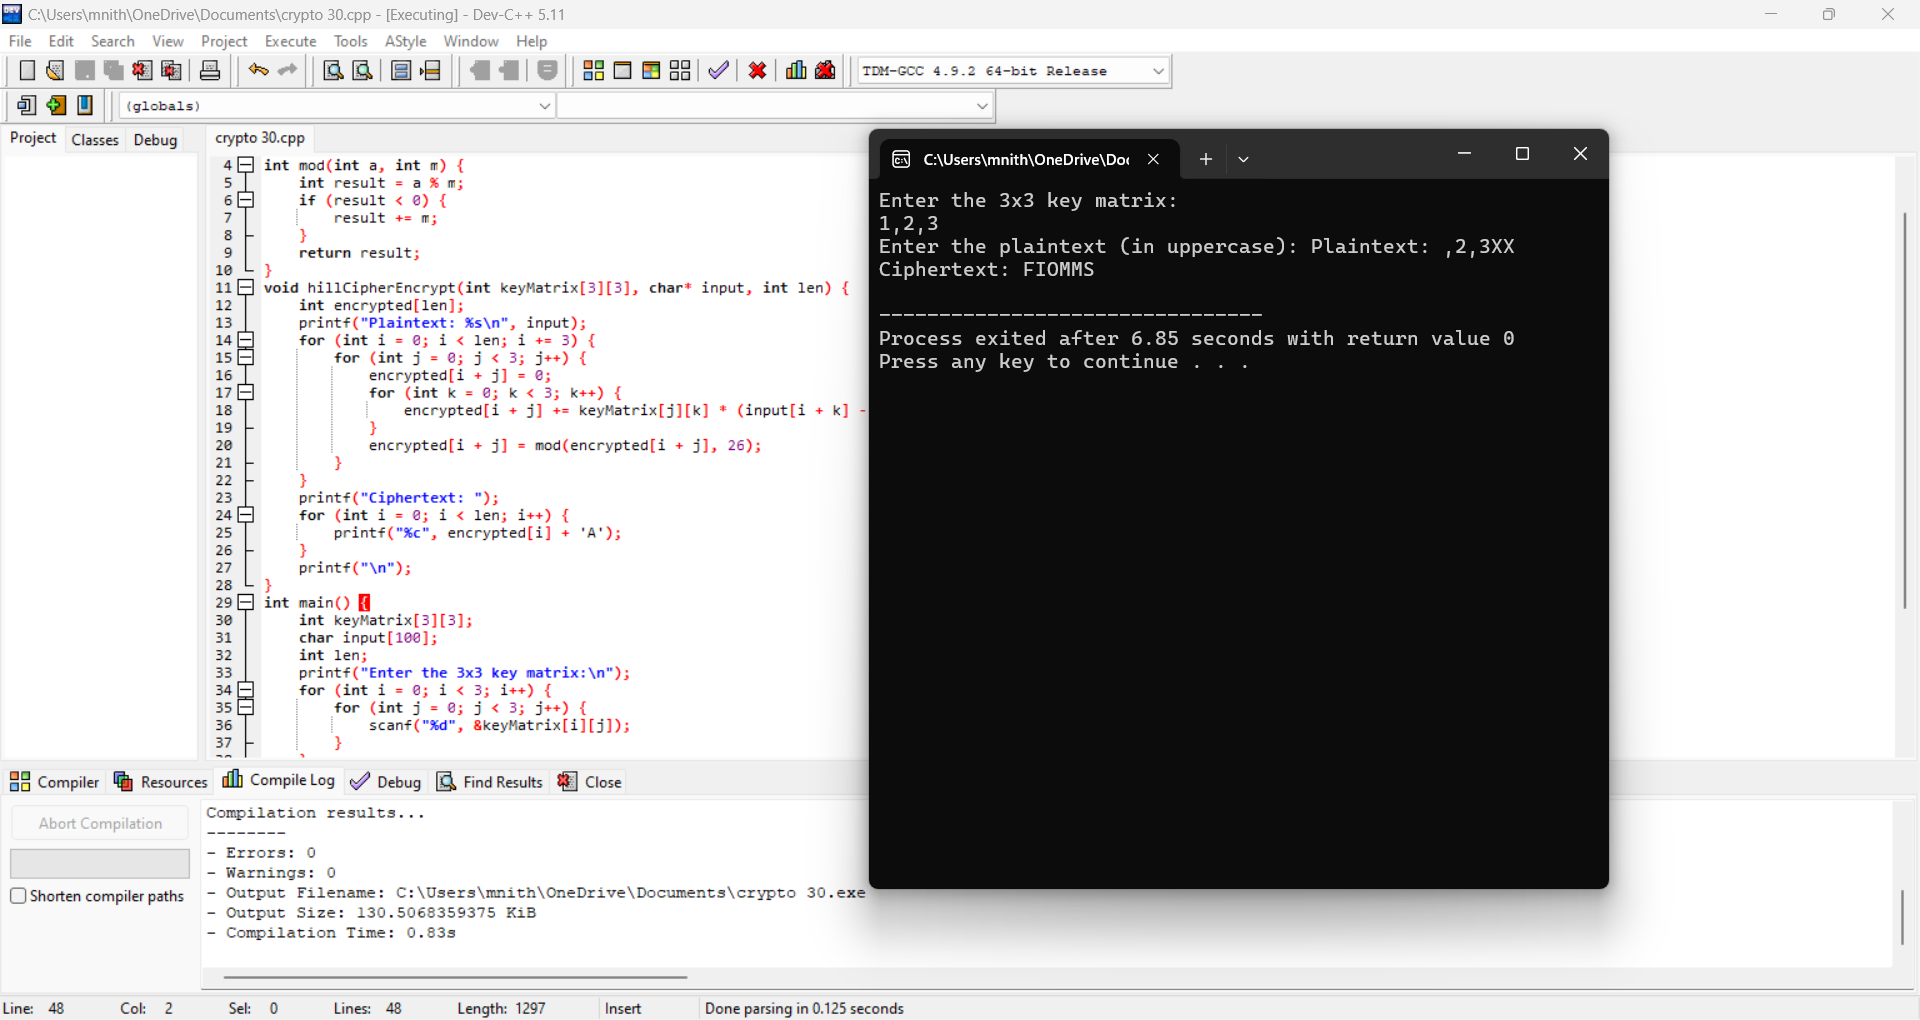 C:\Users\mnith\OneDrive\Documents\crypto 30.cpp - [Executing] - Dev-C++ 5.11
File Edit Search View Project Execute Tools AStyle Window Help
TDM-GCC 4.9.2 64-bit Release
(globals)
Project Classes Debug
crypto 30.cpp
4 int mod(int a, int m) {
5 int result = a % m;
6 if (result < 0) {
7 result += m;
8 }
9 return result;
10 }
11 void hillCipherEncrypt(int keyMatrix[3][3], char* input, int len) {
12 int encrypted[len];
13 printf("Plaintext: %s\n", input);
14 for (int i = 0; i < len; i += 3) {
15 for (int j = 0; j < 3; j++) {
16 encrypted[i + j] = 0;
17 for (int k = 0; k < 3; k++) {
18 encrypted[i + j] += keyMatrix[j][k] * (input[i + k] -
19 }
20 encrypted[i + j] = mod(encrypted[i + j], 26);
21 }
22 }
23 printf("Ciphertext: ");
24 for (int i = 0; i < len; i++) {
25 printf("%c", encrypted[i] + 'A');
26 }
27 printf("\n");
28 }
29 int main() {
30 int keyMatrix[3][3];
31 char input[100];
32 int len;
33 printf("Enter the 3x3 key matrix:\n");
34 for (int i = 0; i < 3; i++) {
35 for (int j = 0; j < 3; j++) {
36 scanf("%d", &keyMatrix[i][j]);
37 }
C:\Users\mnith\OneDrive\Doc
Enter the 3x3 key matrix:
1,2,3
Enter the plaintext (in uppercase): Plaintext: ,2,3XX
Ciphertext: FIOMMS
--------------------------------
Process exited after 6.85 seconds with return value 0
Press any key to continue . . .
Compiler Resources Compile Log Debug Find Results Close
Abort Compilation
Shorten compiler paths
Compilation results...
--------
- Errors: 0
- Warnings: 0
- Output Filename: C:\Users\mnith\OneDrive\Documents\crypto 30.exe
- Output Size: 130.5068359375 KiB
- Compilation Time: 0.83s
Line: 48 Col: 2 Sel: 0 Lines: 48 Length: 1297 Insert Done parsing in 0.125 seconds